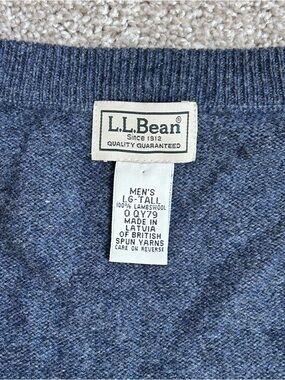 L.L.Bean®
Since 1912
QUALITY GUARANTEED
MEN'S
LG-TALL
100% LAMBSWOOL
0 QY79
MADE IN
LATVIA
OF BRITISH
SPUN YARNS
CARE ON REVERSE